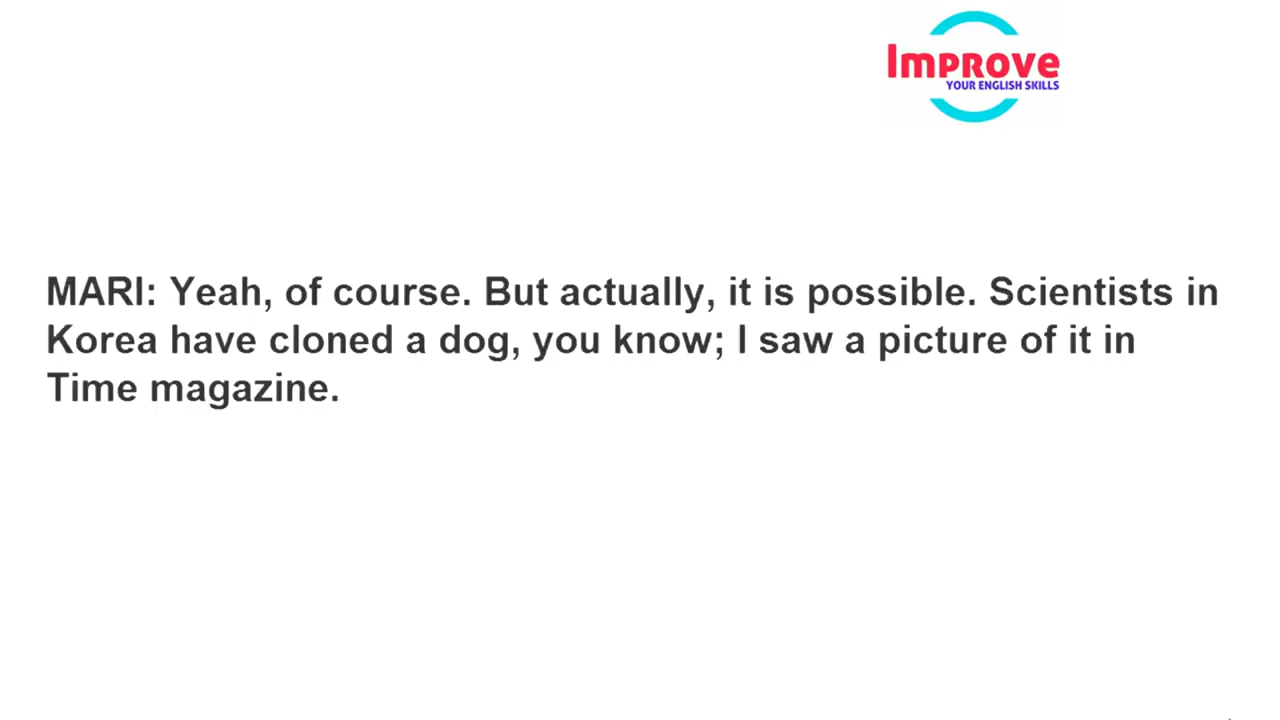 Improve
YOUR ENGLISH SKILLS
MARI: Yeah, of course. But actually, it is possible. Scientists in
Korea have cloned a dog, you know; I saw a picture of it in
Time magazine.